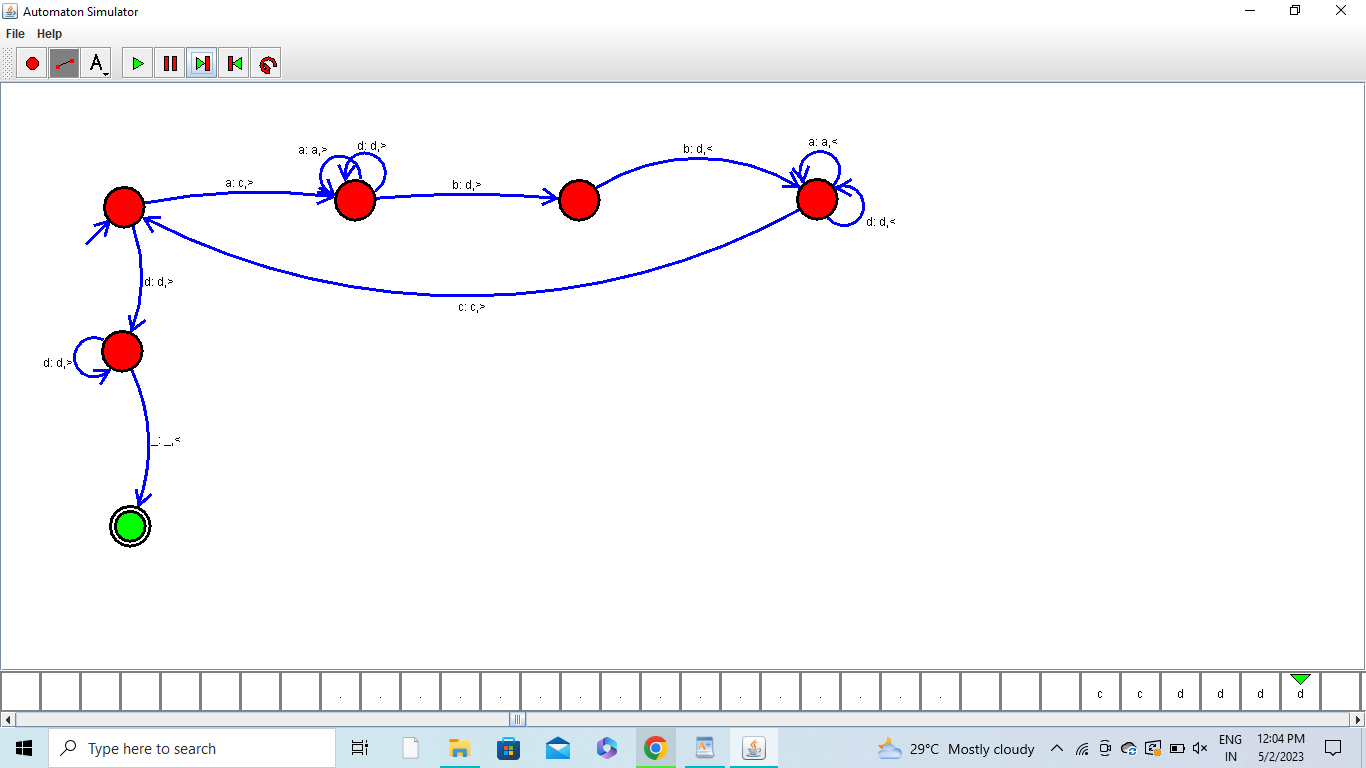 Automaton Simulator
File Help
A
a: a,>
d: d,>
b: d,<
a: a,<
a: c,>
b: d,>
d: d,<
d: d,>
c: c,>
d: d,>
_: _,<
. . . . . . . . . . . . . . . . c c d d d d
Type here to search
29°C Mostly cloudy
ENG
IN
12:04 PM
5/2/2023